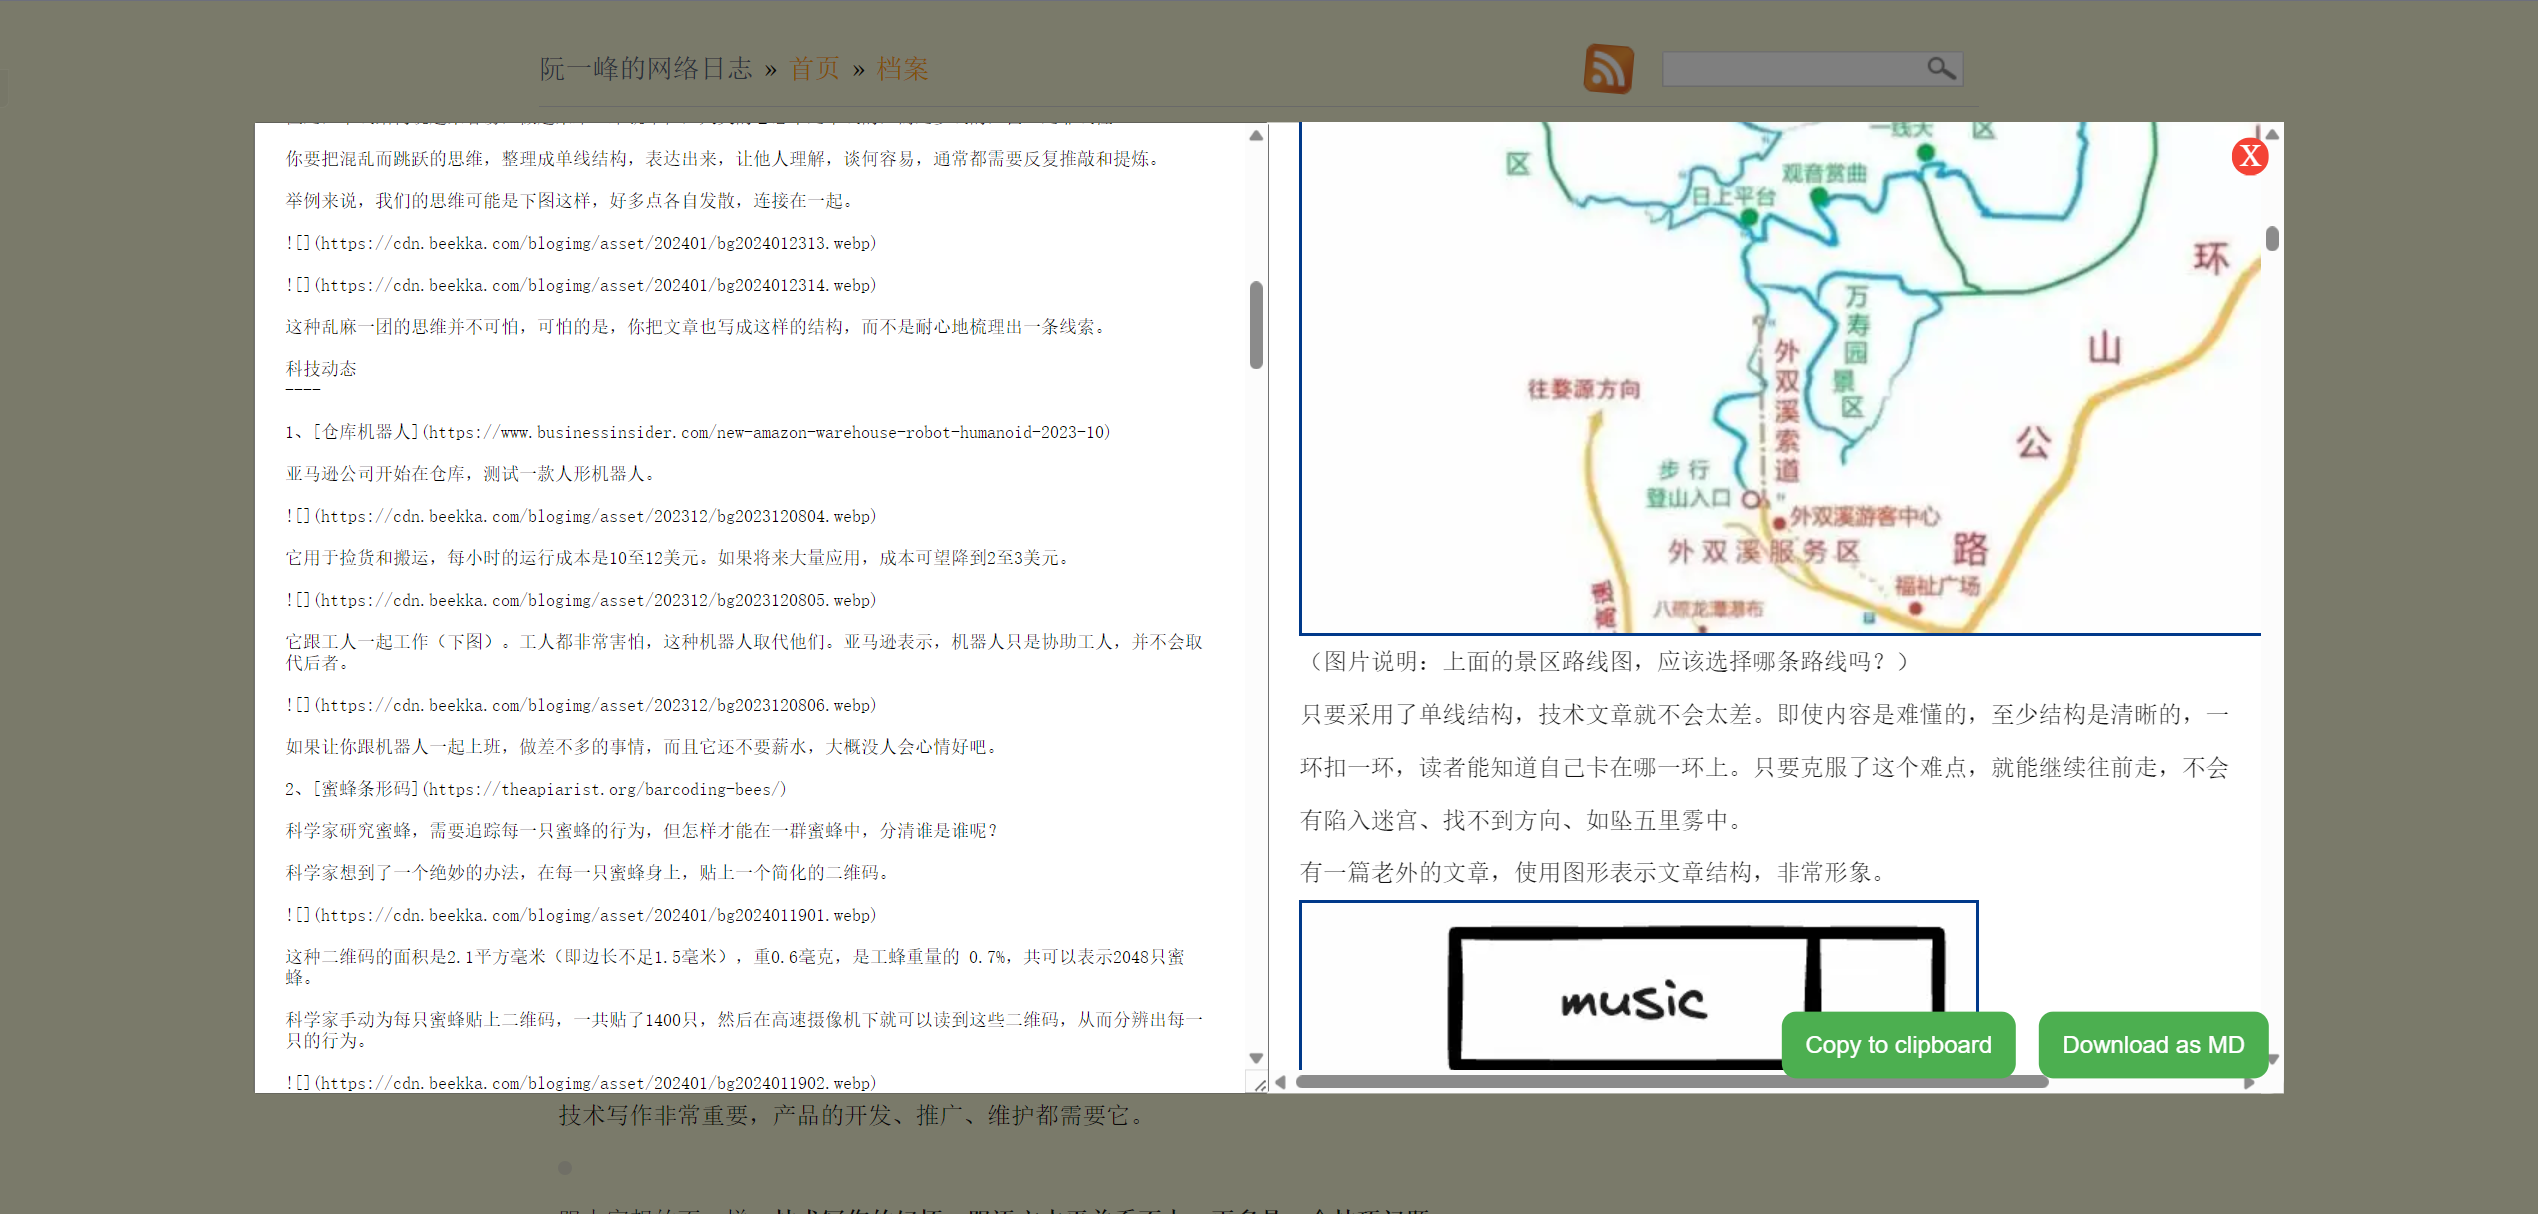 阮一峰的网络日志 » 首页 » 档案
你要把混乱而跳跃的思维，整理成单线结构，表达出来，让他人理解，谈何容易，通常都需要反复推敲和提炼。
举例来说，我们的思维可能是下图这样，好多点各自发散，连接在一起。
![](https://cdn.beekka.com/blogimg/asset/202401/bg2024012313.webp)
![](https://cdn.beekka.com/blogimg/asset/202401/bg2024012314.webp)
这种乱麻一团的思维并不可怕，可怕的是，你把文章也写成这样的结构，而不是耐心地梳理出一条线索。
科技动态
----
1、[仓库机器人](https://www.businessinsider.com/new-amazon-warehouse-robot-humanoid-2023-10)
亚马逊公司开始在仓库，测试一款人形机器人。
![](https://cdn.beekka.com/blogimg/asset/202312/bg2023120804.webp)
它用于捡货和搬运，每小时的运行成本是10至12美元。如果将来大量应用，成本可望降到2至3美元。
![](https://cdn.beekka.com/blogimg/asset/202312/bg2023120805.webp)
它跟工人一起工作（下图）。工人都非常害怕，这种机器人取代他们。亚马逊表示，机器人只是协助工人，并不会取
代后者。
![](https://cdn.beekka.com/blogimg/asset/202312/bg2023120806.webp)
如果让你跟机器人一起上班，做差不多的事情，而且它还不要薪水，大概没人会心情好吧。
2、[蜜蜂条形码](https://theapiarist.org/barcoding-bees/)
科学家研究蜜蜂，需要追踪每一只蜜蜂的行为，但怎样才能在一群蜜蜂中，分清谁是谁呢？
科学家想到了一个绝妙的办法，在每一只蜜蜂身上，贴上一个简化的二维码。
![](https://cdn.beekka.com/blogimg/asset/202401/bg2024011901.webp)
这种二维码的面积是2.1平方毫米（即边长不足1.5毫米），重0.6毫克，是工蜂重量的 0.7%，共可以表示2048只蜜
蜂。
科学家手动为每只蜜蜂贴上二维码，一共贴了1400只，然后在高速摄像机下就可以读到这些二维码，从而分辨出每一
只的行为。
![](https://cdn.beekka.com/blogimg/asset/202401/bg2024011902.webp)
X
一线天
区
区
观音赏曲
日上平台
环
万寿园景区
山
外双溪索道
往婺源方向
公
步行
登山入口
外双溪游客中心
外双溪服务区
路
福祉广场
高速
八磜龙潭瀑布
（图片说明：上面的景区路线图，应该选择哪条路线吗？）
只要采用了单线结构，技术文章就不会太差。即使内容是难懂的，至少结构是清晰的，一
环扣一环，读者能知道自己卡在哪一环上。只要克服了这个难点，就能继续往前走，不会
有陷入迷宫、找不到方向、如坠五里雾中。
有一篇老外的文章，使用图形表示文章结构，非常形象。
music
Copy to clipboard
Download as MD
技术写作非常重要，产品的开发、推广、维护都需要它。